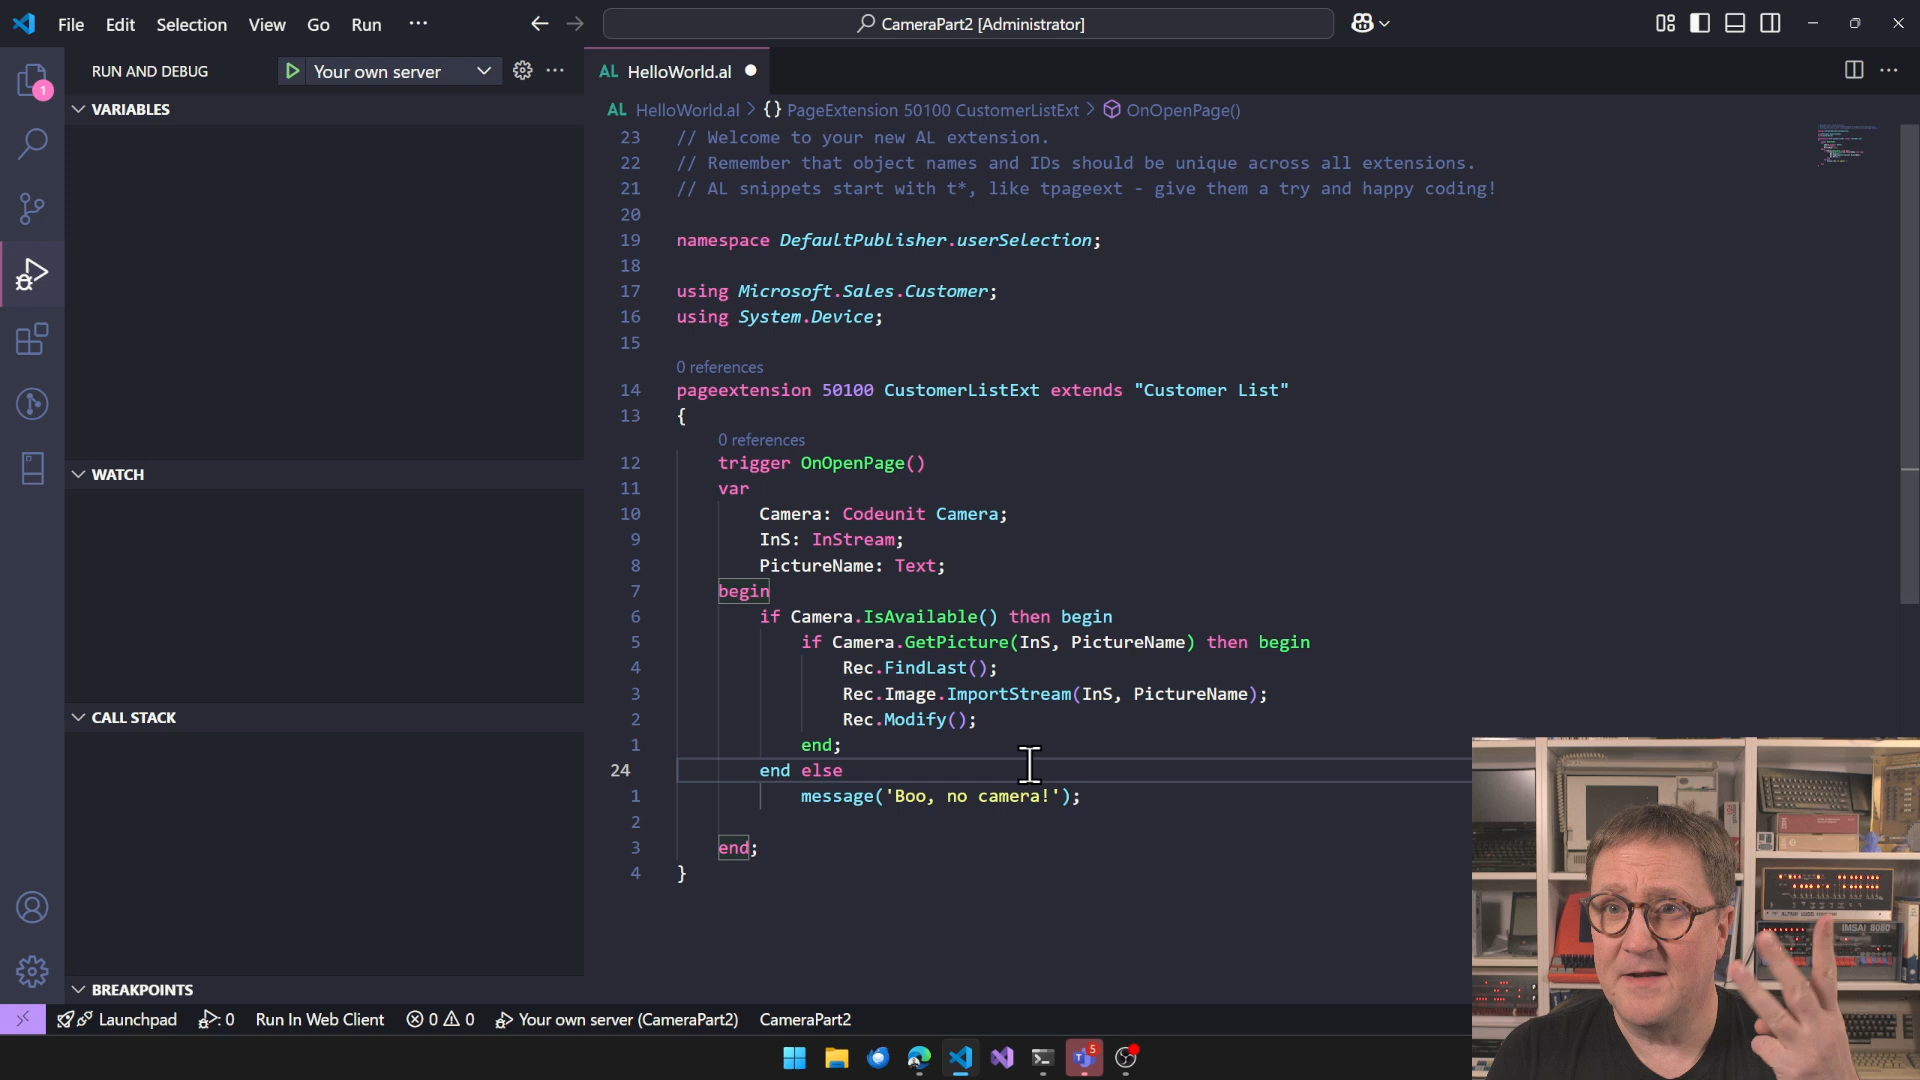 File Edit Selection View Go Run ···
CameraPart2 [Administrator]
RUN AND DEBUG
Your own server
AL HelloWorld.al
1
VARIABLES
AL HelloWorld.al > {} PageExtension 50100 CustomerListExt > OnOpenPage()
23 // Welcome to your new AL extension.
22 // Remember that object names and IDs should be unique across all extensions.
21 // AL snippets start with t*, like tpageext - give them a try and happy coding!
20
19 namespace DefaultPublisher.userSelection;
18
17 using Microsoft.Sales.Customer;
16 using System.Device;
15
0 references
14 pageextension 50100 CustomerListExt extends "Customer List"
13 {
0 references
12 trigger OnOpenPage()
11 var
10 Camera: Codeunit Camera;
9 InS: InStream;
8 PictureName: Text;
7 begin
6 if Camera.IsAvailable() then begin
5 if Camera.GetPicture(InS, PictureName) then begin
4 Rec.FindLast();
3 Rec.Image.ImportStream(InS, PictureName);
2 Rec.Modify();
1 end;
24 end else
1 message('Boo, no camera!');
2
3 end;
4 }
WATCH
CALL STACK
BREAKPOINTS
Launchpad 0 Run In Web Client 0 0 Your own server (CameraPart2) CameraPart2
5
IMSAI 8080